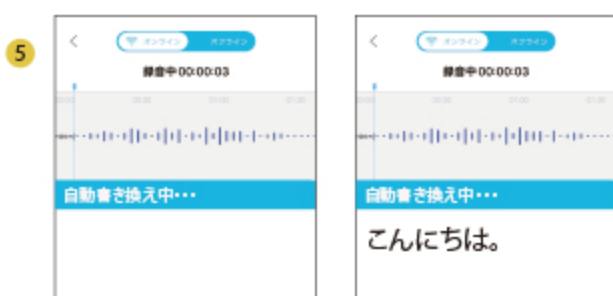 5
オンライン オフライン
録音中00:00:03
自動書き換え中・・・
オンライン オフライン
録音中00:00:03
自動書き換え中・・・
こんにちは。